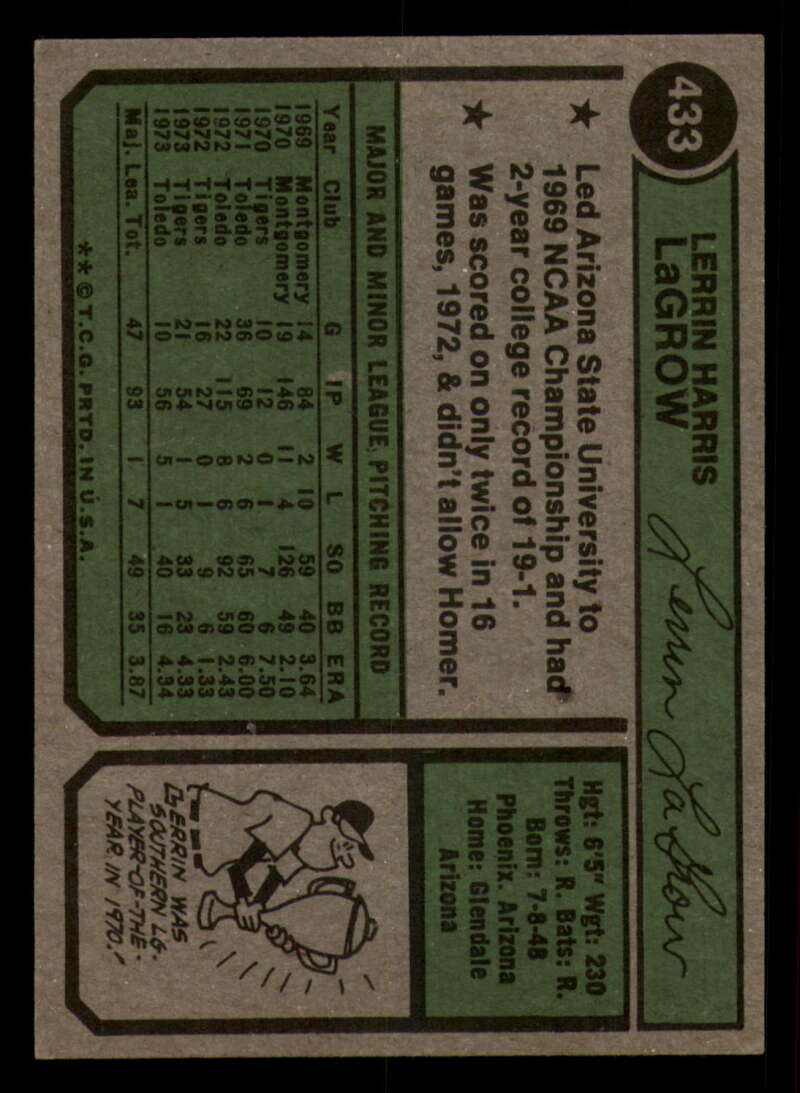 433
LERRIN HARRIS
LaGROW
Lerrin LaGrow
★ Led Arizona State University to
1969 NCAA Championship and had
2-year college record of 19-1.
★ Was scored on only twice in 16
games, 1972, & didn't allow Homer.
MAJOR AND MINOR LEAGUE PITCHING RECORD
Year Club G IP W L SO BB ERA
1969 Montgomery 14 84 2 10 59 40 3.64
1970 Montgomery 19 146 11 4 126 49 2.10
1970 Tigers 10 12 0 1 7 6 7.50
1971 Toledo 36 69 2 6 65 60 6.00
1972 Toledo 22 115 8 6 92 59 2.43
1972 Tigers 16 27 0 1 9 6 1.33
1973 Tigers 21 54 1 5 33 23 4.33
1973 Toledo 10 56 5 1 40 16 4.34
Maj. Lea. Tot. 47 93 1 7 49 35 3.87
**© T.C.G. PRTD. IN U.S.A.
Hgt: 6'5" Wgt: 230
Throws: R. Bats: R.
Born: 7-8-48
Phoenix. Arizona
Home: Glendale
Arizona
LERRIN WAS
SOUTHERN LG.
PLAYER-OF-THE-
YEAR IN 1970!